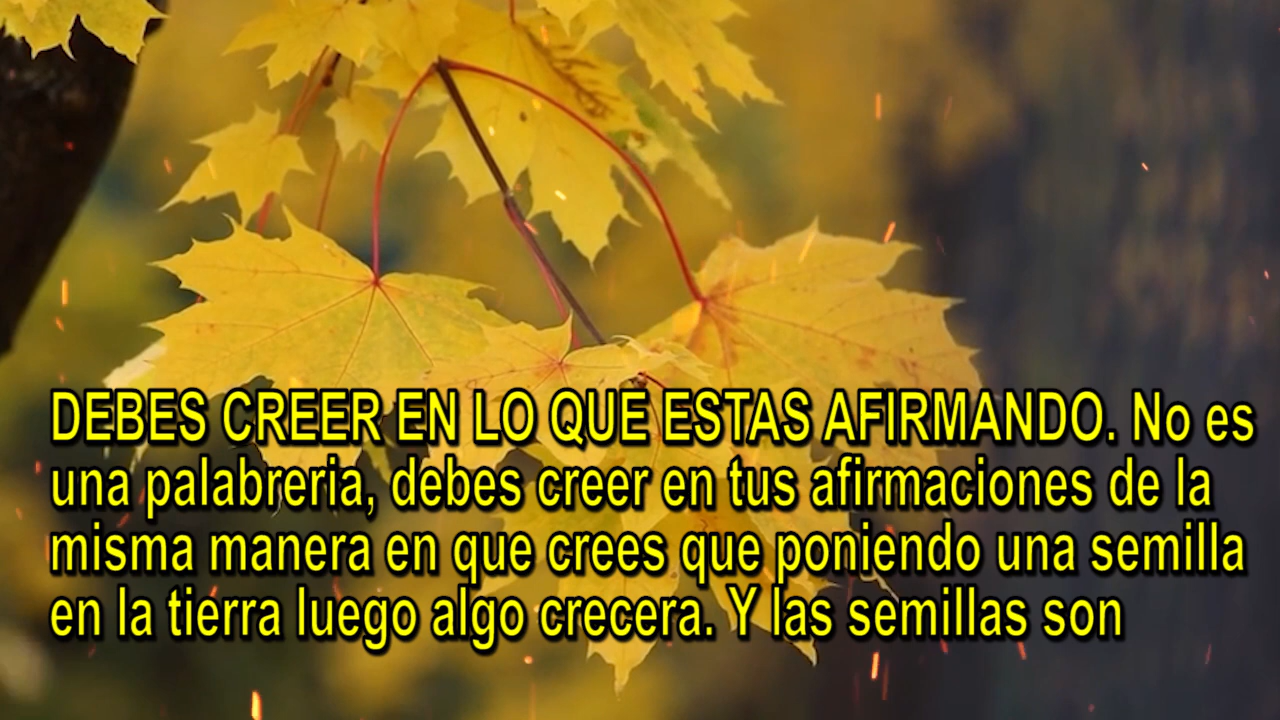 DEBES CREER EN LO QUE ESTAS AFIRMANDO. No es
una palabreria, debes creer en tus afirmaciones de la
misma manera en que crees que poniendo una semilla
en la tierra luego algo crecera. Y las semillas son